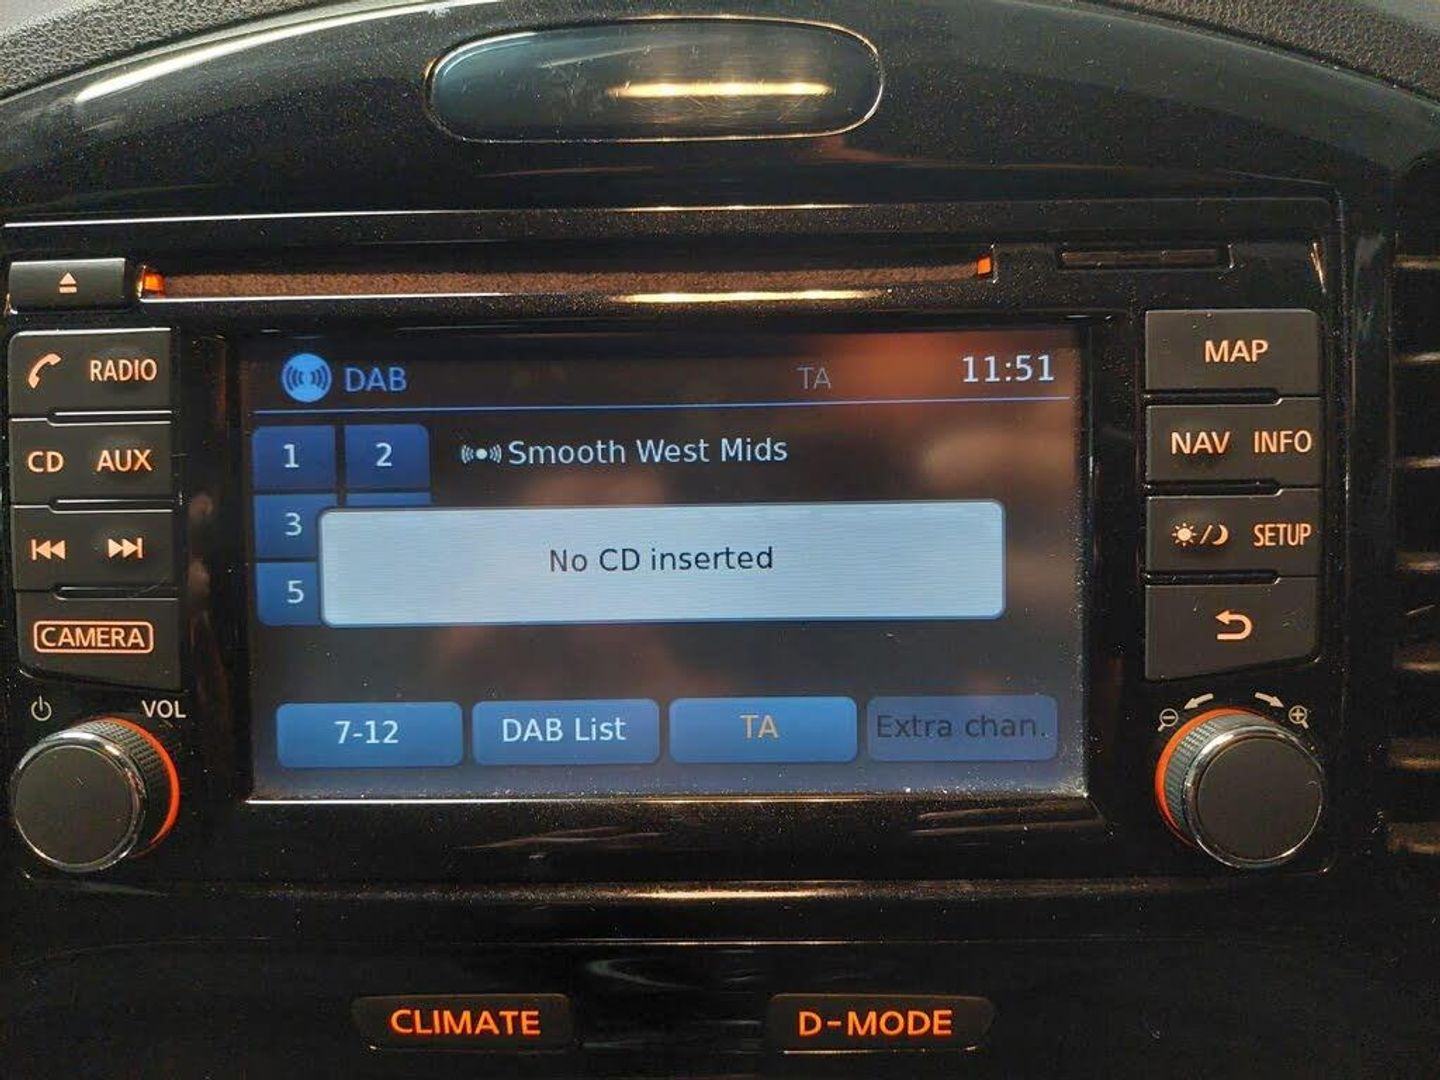 RADIO
CD AUX
CAMERA
VOL
DAB TA 11:51
1 2 Smooth West Mids
3
No CD inserted
5
7-12 DAB List TA Extra chan.
MAP
NAV INFO
SETUP
CLIMATE D-MODE